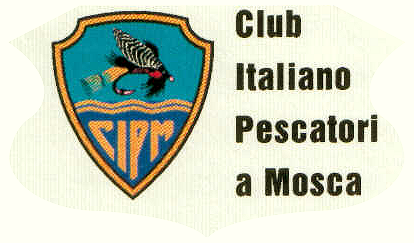 CIPM
Club
Italiano
Pescatori
a Mosca